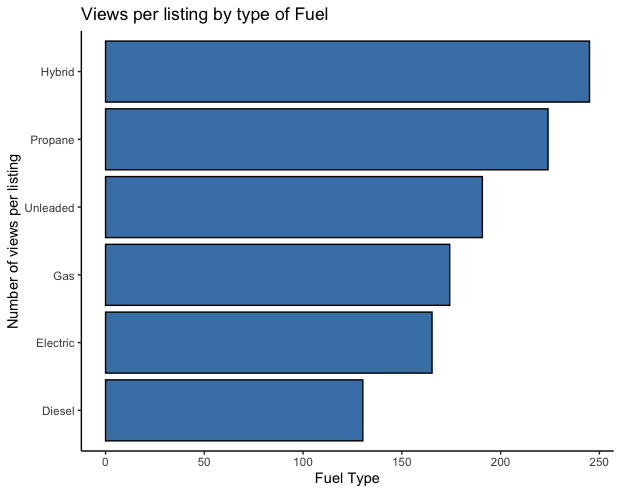 Views per listing by type of Fuel
Number of views per listing
Hybrid
Propane
Unleaded
Gas
Electric
Diesel
0 50 100 150 200 250
Fuel Type